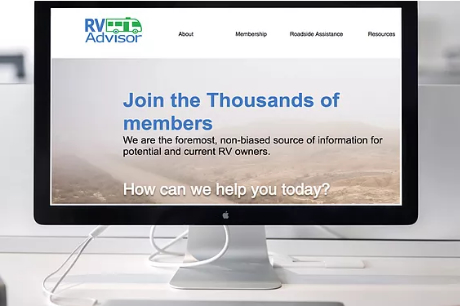 RV
Advisor
About Membership Roadside Assistance Resources
Join the Thousands of
members
We are the foremost, non-biased source of information for
potential and current RV owners.
How can we help you today?